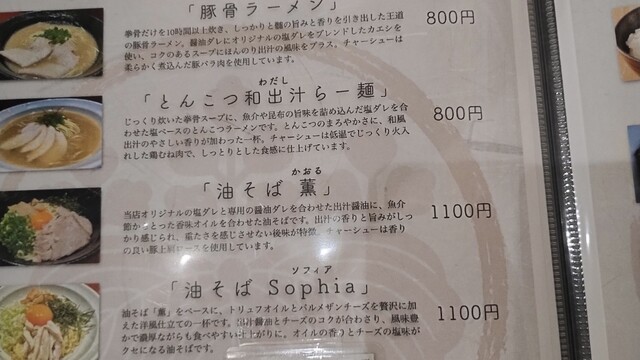 「豚骨ラーメン」
800円
拳骨だけを10時間以上炊き、しっかりと髄の旨みと香りを引き出した王道
の豚骨ラーメン。醤油ダレにオリジナルの塩ダレをブレンドしたカエシを
使い、コクのあるスープにほんのり出汁の風味をプラス。チャーシューは
柔らかく煮込んだ豚バラ肉を使用しています。
わだし
「とんこつ和出汁らー麺」
800円
じっくり炊いた拳骨スープに、魚介や昆布の旨味を詰め込んだ塩ダレを合
わせた塩ベースのとんこつラーメンです。とんこつのまろやかさに、和風
出汁のやさしい香りが加わった一杯。チャーシューは低温でじっくり火入
れした鶏むね肉で、しっとりとした食感に仕上げています。
かおる
「油そば 薫」
1100円
当店オリジナルの塩ダレと専用の醤油ダレを合わせた出汁醤油に、魚介
節からとった香味オイルを合わせた油そばです。出汁の香りと旨みがしっ
かり感じられ、重たさを感じさせない後味が特徴。チャーシューは香り
の良い豚上肩ロースを使用しています。
ソフィア
「油そば Sophia」
1100円
油そば「薫」をベースに、トリュフオイルとパルメザンチーズを贅沢に加
えた洋風仕立ての一杯です。出汁醤油とチーズのコクが合わさり、風味豊
かで濃厚ながらも食べやすい仕上がりに。オイルの香りとチーズの塩味が
クセになる油そばです。